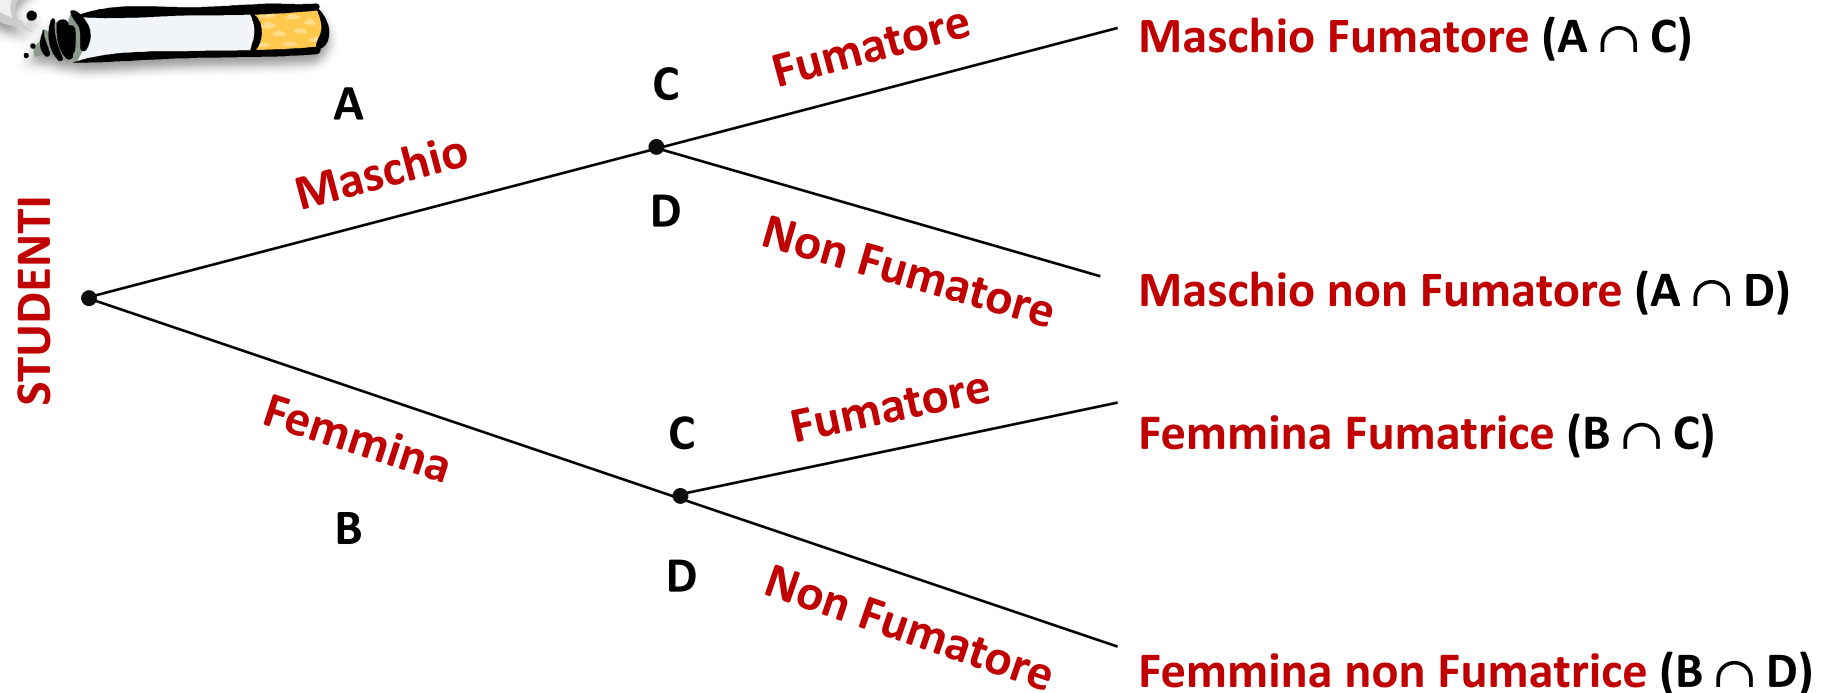 STUDENTI
A
Maschio
C
Fumatore
Maschio Fumatore (A ∩ C)
D
Non Fumatore
Maschio non Fumatore (A ∩ D)
Femmina
B
C
Fumatore
Femmina Fumatrice (B ∩ C)
D
Non Fumatore
Femmina non Fumatrice (B ∩ D)